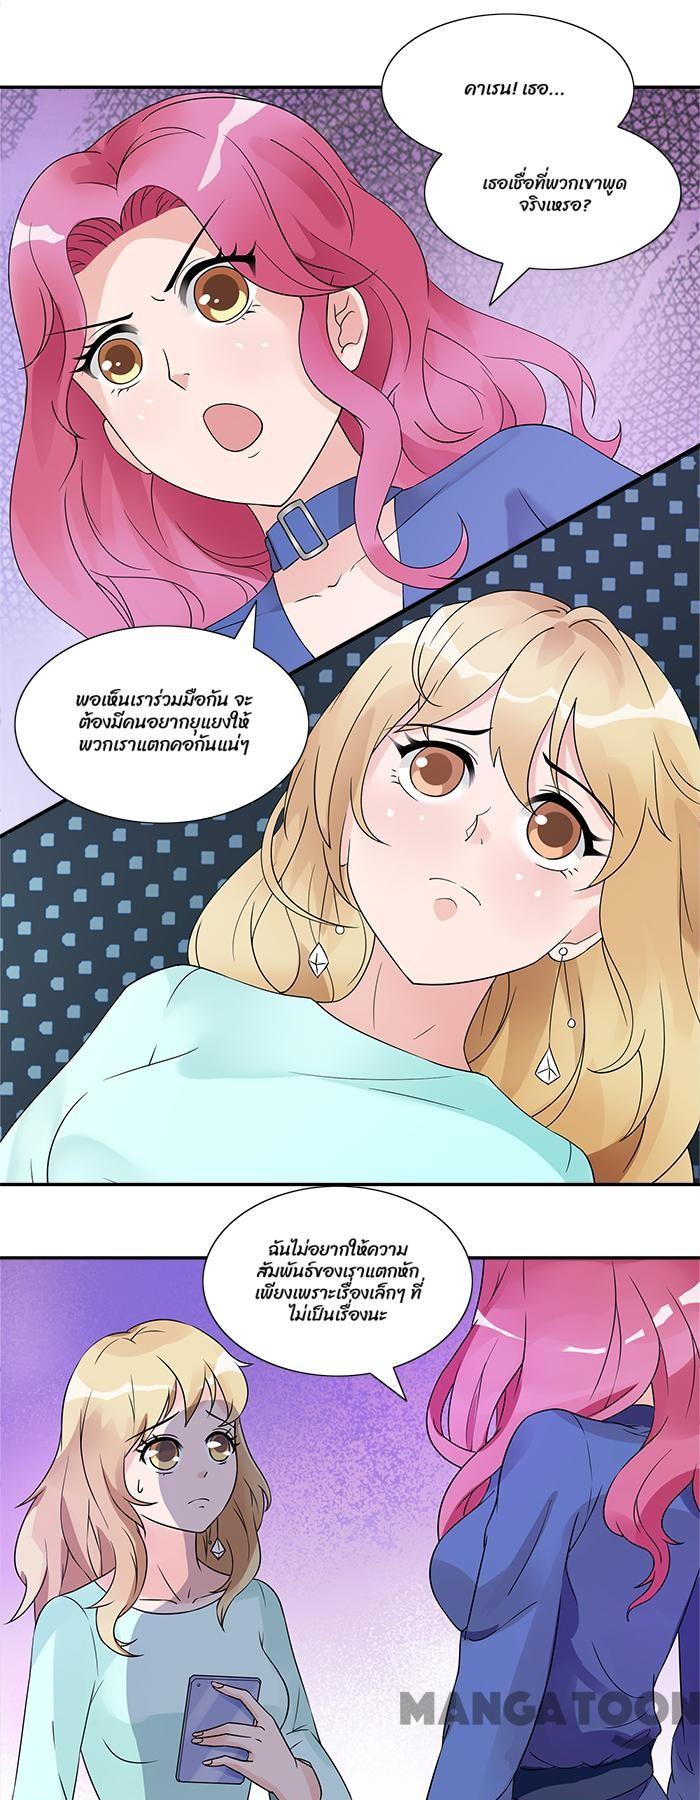 คาเรน! เธอ...
เธอเชื่อที่พวกเขาพูด
จริงเหรอ?
พอเห็นเราร่วมมือกัน จะ
ต้องมีคนอยากยุแยงให้
พวกเราแตกคอกันแน่ๆ
ฉันไม่อยากให้ความ
สัมพันธ์ของเราแตกหัก
เพียงเพราะเรื่องเล็กๆ ที่
ไม่เป็นเรื่องนะ
MANGATOON